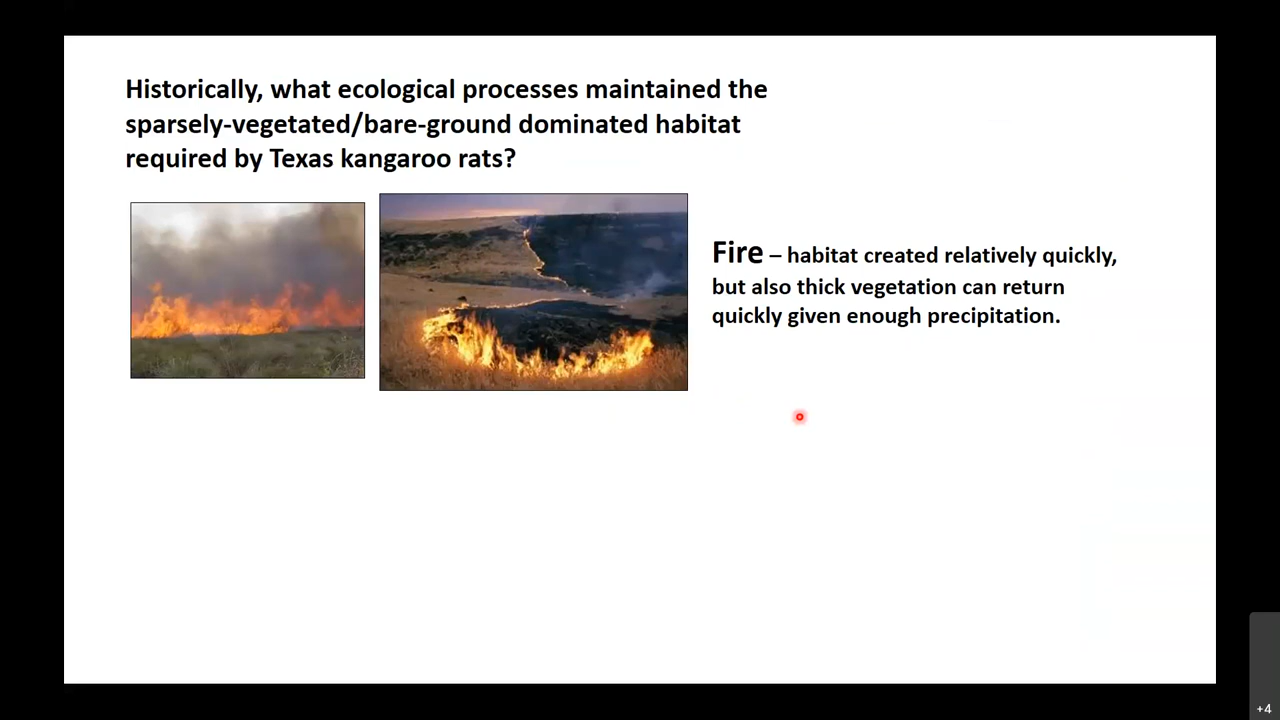 Historically, what ecological processes maintained the
sparsely-vegetated/bare-ground dominated habitat
required by Texas kangaroo rats?
Fire – habitat created relatively quickly,
but also thick vegetation can return
quickly given enough precipitation.
+4